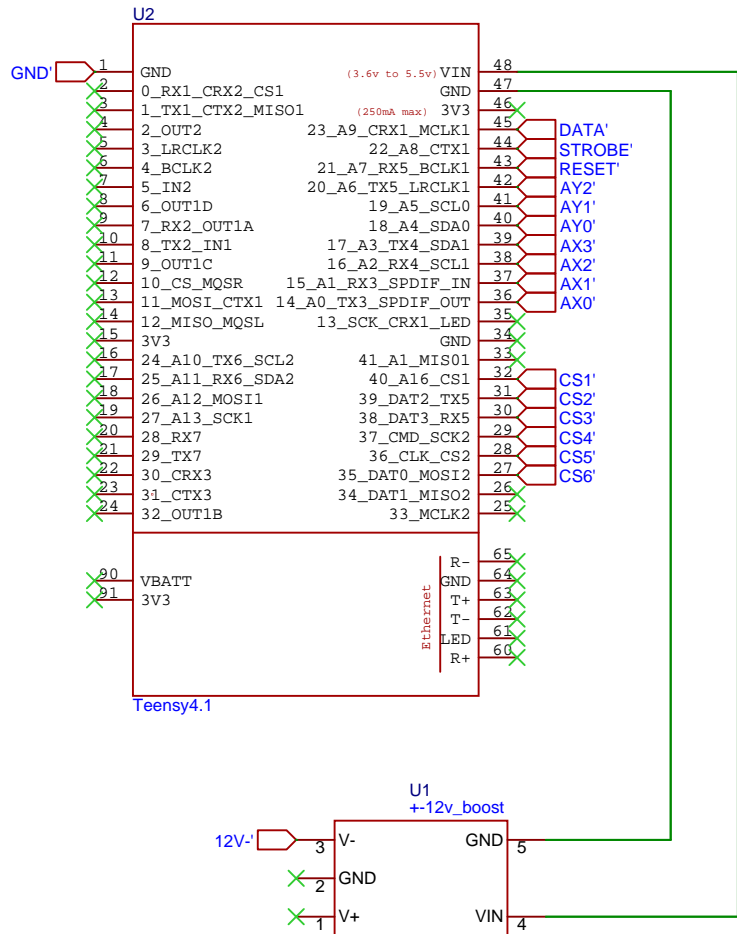 U2
GND' 1 GND (3.6v to 5.5v) VIN 48
2 0_RX1_CRX2_CS1 GND 47
3 1_TX1_CTX2_MISO1 (250mA max) 3V3 46
4 2_OUT2 23_A9_CRX1_MCLK1 45 DATA'
5 3_LRCLK2 22_A8_CTX1 44 STROBE'
6 4_BCLK2 21_A7_RX5_BCLK1 43 RESET'
7 5_IN2 20_A6_TX5_LRCLK1 42 AY2'
8 6_OUT1D 19_A5_SCL0 41 AY1'
9 7_RX2_OUT1A 18_A4_SDA0 40 AY0'
10 8_TX2_IN1 17_A3_TX4_SDA1 39 AX3'
11 9_OUT1C 16_A2_RX4_SCL1 38 AX2'
12 10_CS_MQSR 15_A1_RX3_SPDIF_IN 37 AX1'
13 11_MOSI_CTX1 14_A0_TX3_SPDIF_OUT 36 AX0'
14 12_MISO_MQSL 13_SCK_CRX1_LED 35
15 3V3 GND 34
16 24_A10_TX6_SCL2 41_A1_MISO1 33
17 25_A11_RX6_SDA2 40_A16_CS1 32 CS1'
18 26_A12_MOSI1 39_DAT2_TX5 31 CS2'
19 27_A13_SCK1 38_DAT3_RX5 30 CS3'
20 28_RX7 37_CMD_SCK2 29 CS4'
21 29_TX7 36_CLK_CS2 28 CS5'
22 30_CRX3 35_DAT0_MOSI2 27 CS6'
23 31_CTX3 34_DAT1_MISO2 26
24 32_OUT1B 33_MCLK2 25
R- 65
90 VBATT GND 64
91 3V3 T+ 63
T- 62
LED 61
R+ 60
Ethernet
Teensy4.1
U1
+-12v_boost
12V-' 3 V- GND 5
2 GND
1 V+ VIN 4